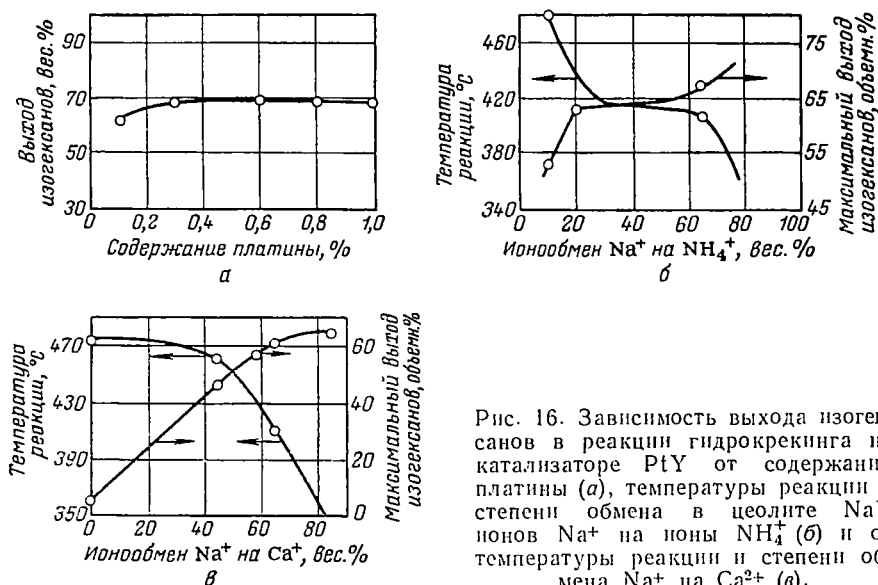 90
70
50
30
Выход
изогексанов, вес.%
0
0,2
0,4
0,6
0,8
1,0
Содержание платины, %
а
460
420
380
340
Температура
реакции, °С
75
65
55
45
Максимальный выход
изогексанов, объемн.%
0
20
40
60
80
100
Ионообмен Na⁺ на NH₄⁺, вес. %
б
470
430
390
350
Температура
реакции, °С
60
40
20
0
Максимальный выход
изогексанов, объемн.%
0
20
40
60
80
Ионообмен Na⁺ на Ca⁺, вес. %
в
Рис. 16. Зависимость выхода изоге
санов в реакции гидрокрекинга н
катализаторе PtY от содержани
платины (а), температуры реакции
степени обмена в цеолите Na
ионов Na⁺ на ионы NH₄⁺ (б) и о
температуры реакции и степени об
мена Na⁺ на Ca²⁺ (в).